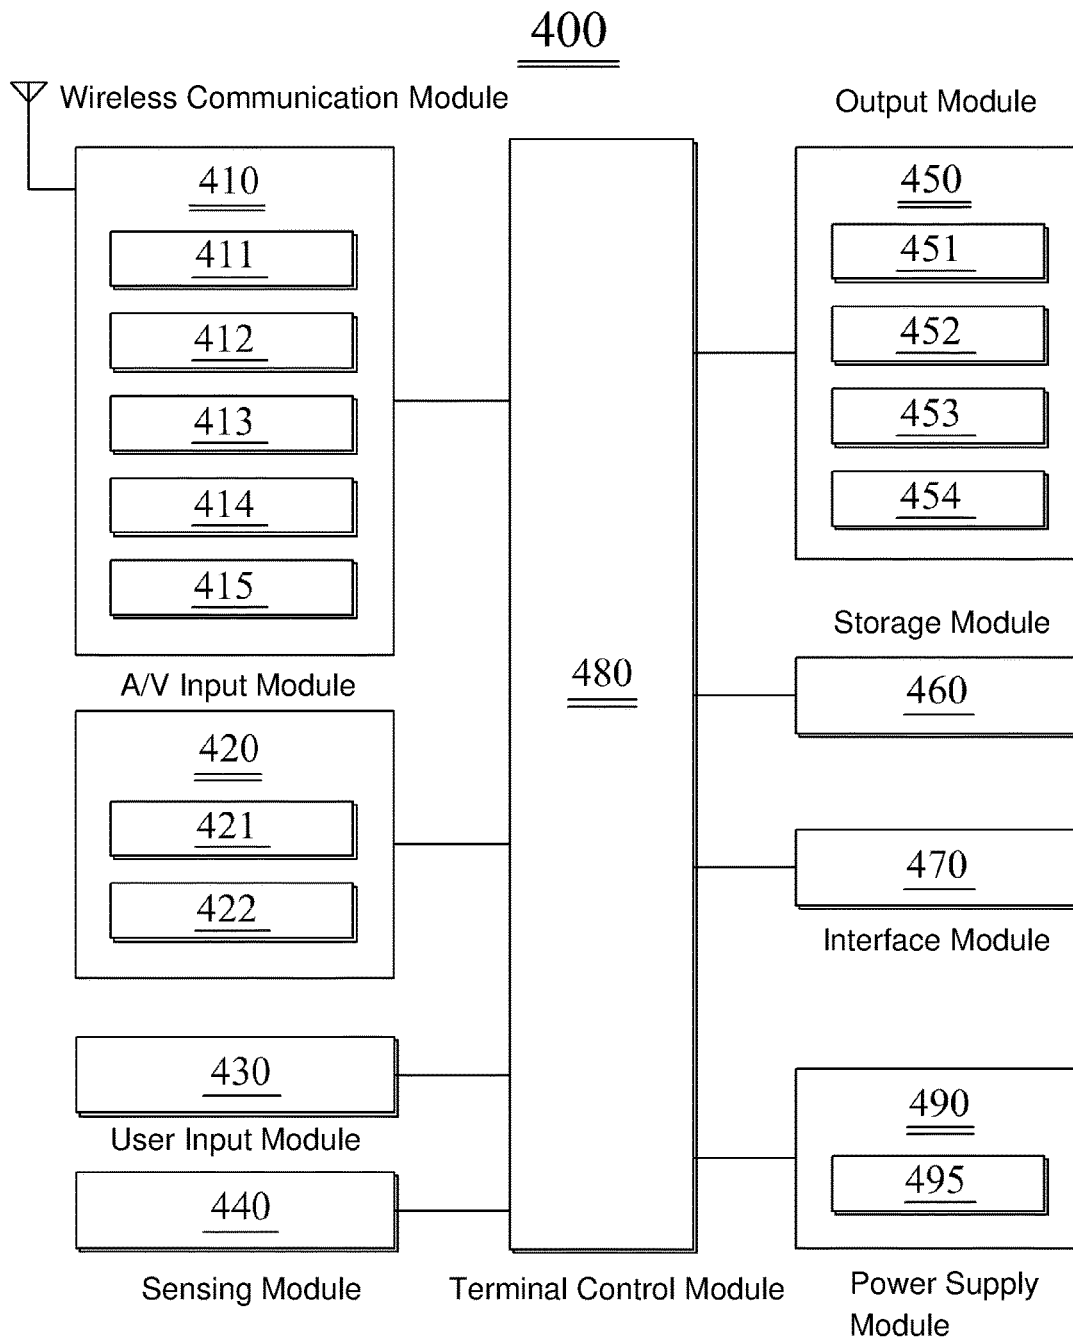 400
Wireless Communication Module
410
411
412
413
414
415
A/V Input Module
420
421
422
430
User Input Module
440
Sensing Module
480
Terminal Control Module
Output Module
450
451
452
453
454
Storage Module
460
470
Interface Module
490
495
Power Supply
Module